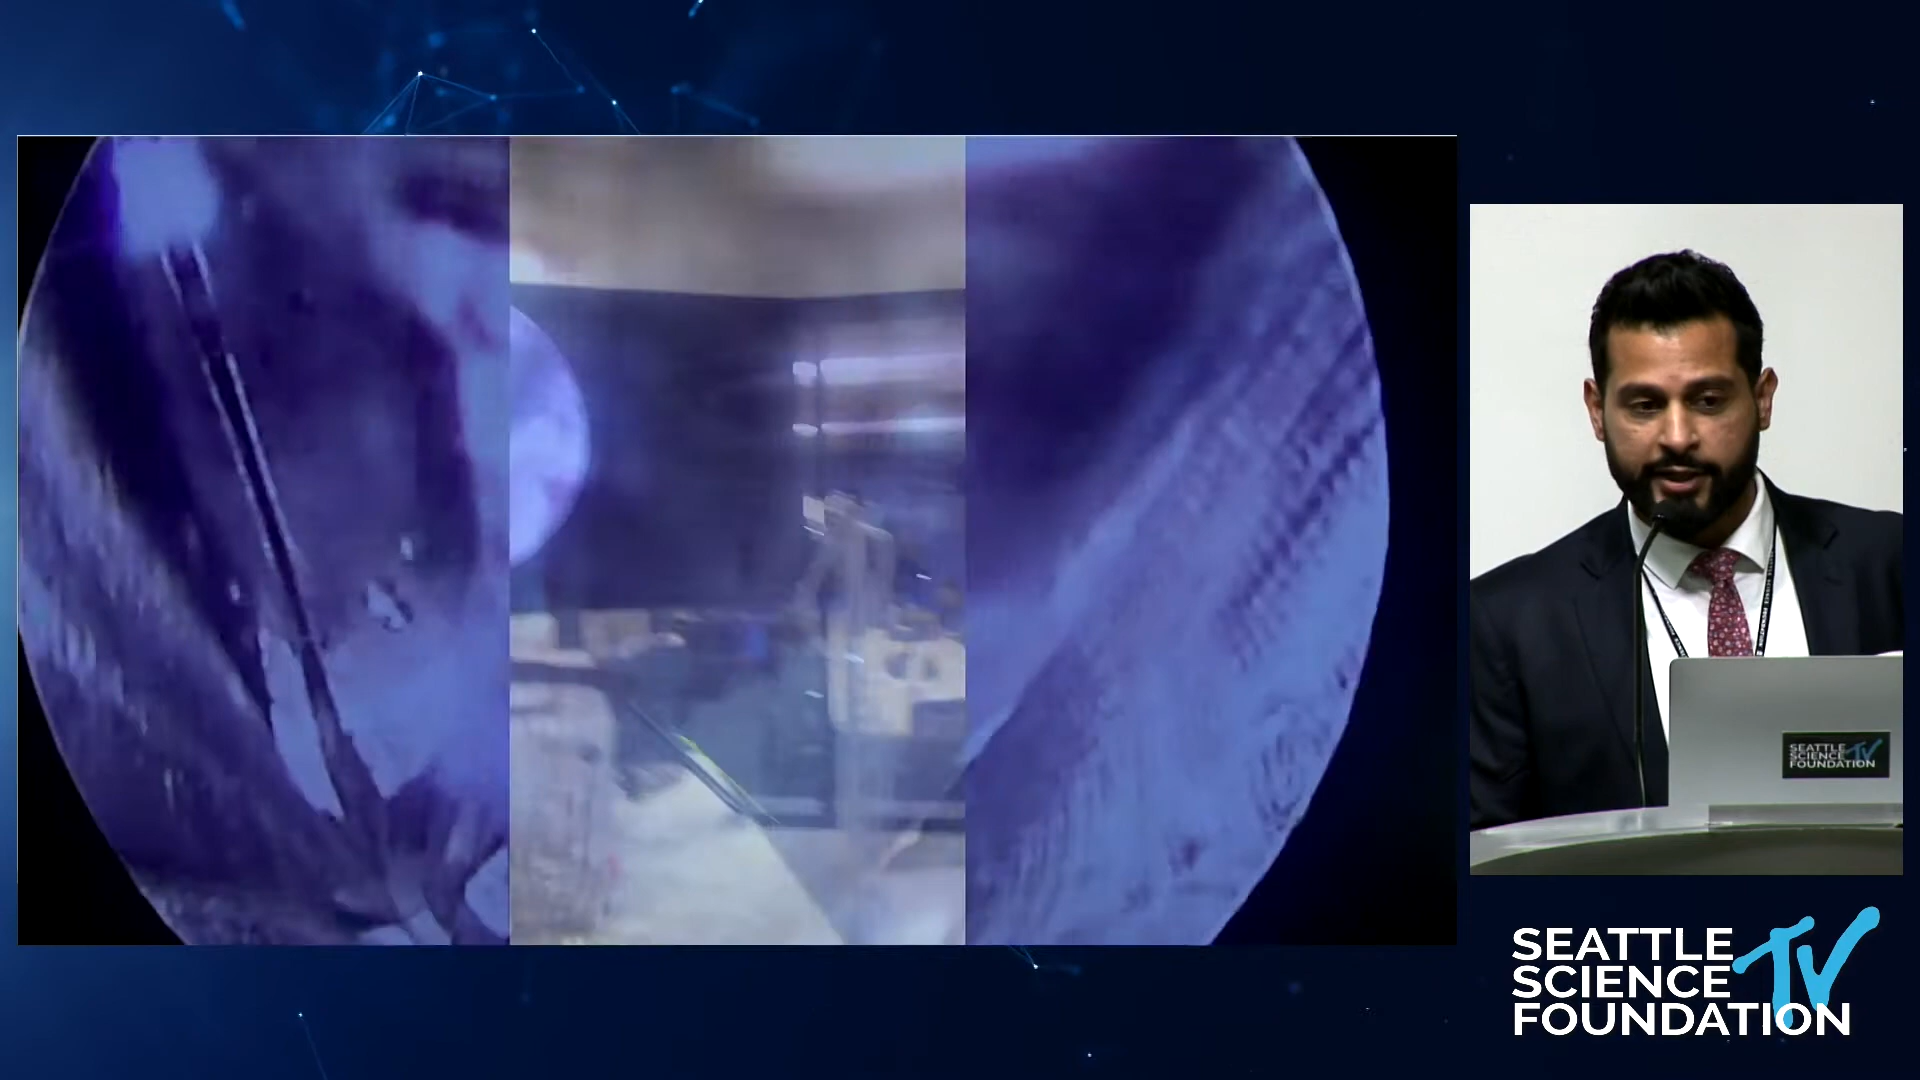 SEATTLE
SCIENCE TV
FOUNDATION
SEATTLE
SCIENCE TV
FOUNDATION